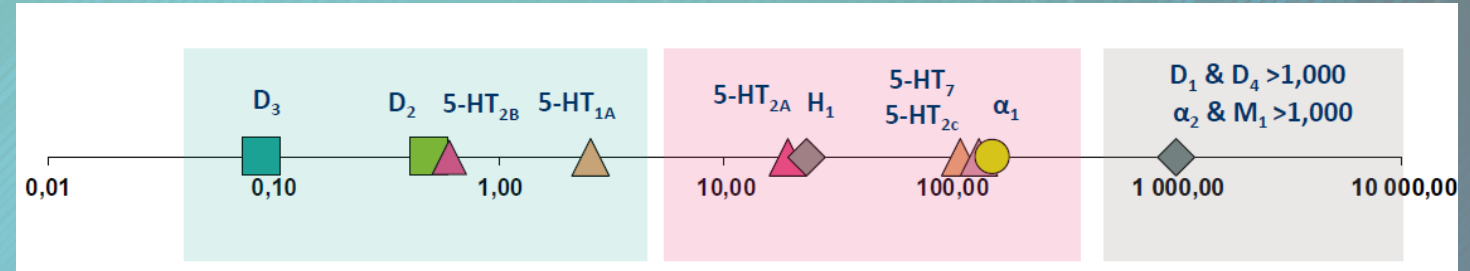 D₃
D₂
5-HT₂B
5-HT₁A
5-HT₂A
H₁
5-HT₇
5-HT₂c
α₁
D₁ & D₄ >1,000
α₂ & M₁ >1,000
0,01
0,10
1,00
10,00
100,00
1 000,00
10 000,00